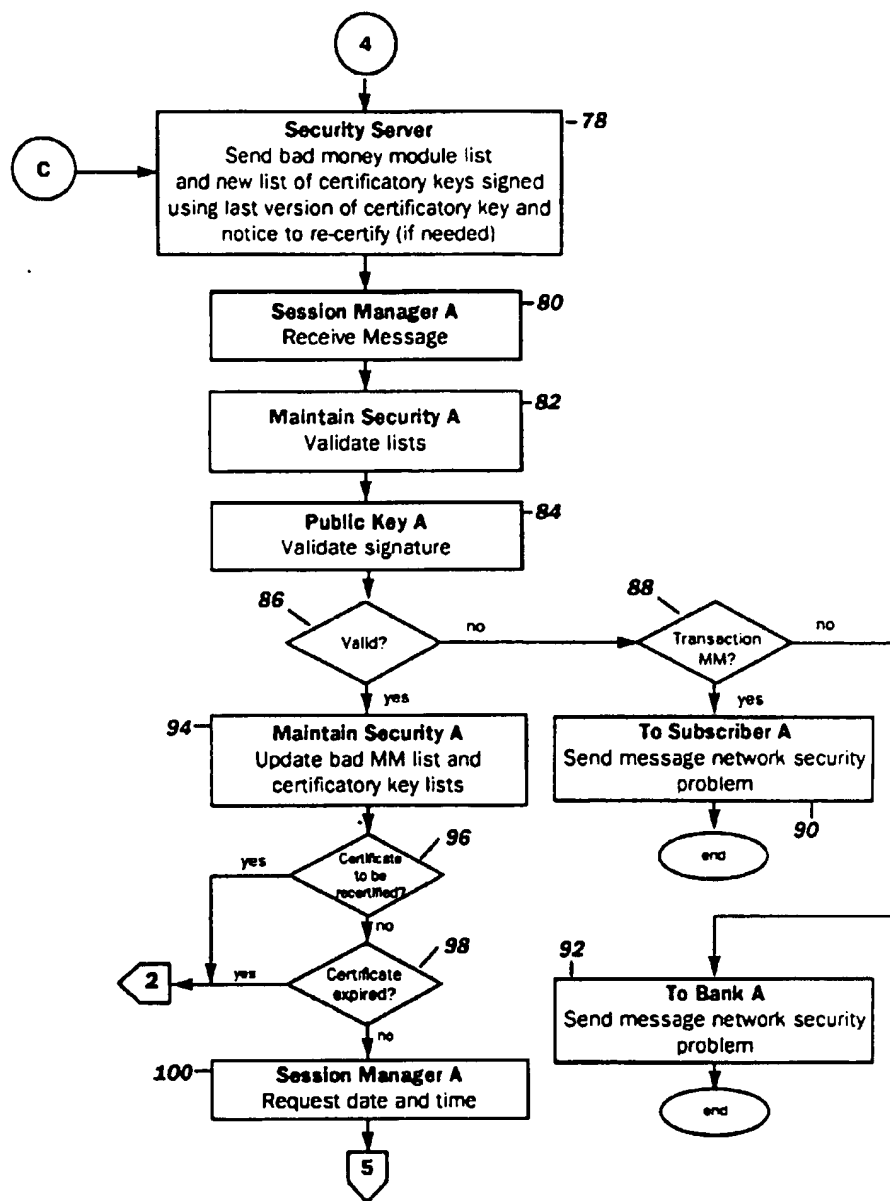 4
Security Server
78
Send bad money module list
C
and new list of certificatory keys signed
using last version of certificatory key and
notice to re-certify (if needed)
Session Manager A
80
Receive Message
Maintain Security A
82
Validate lists
Public Key A
84
Validate signature
86
88
Valid?
no
Transaction
MM?
no
yes
yes
94
Maintain Security A
Update bad MM list and
certificatory key lists
To Subscriber A
Send message network security
problem
90
end
96
yes
Certificate
to be
recertified?
no
98
2
yes
Certificate
expired?
92
To Bank A
Send message network security
problem
no
100
Session Manager A
Request date and time
end
5